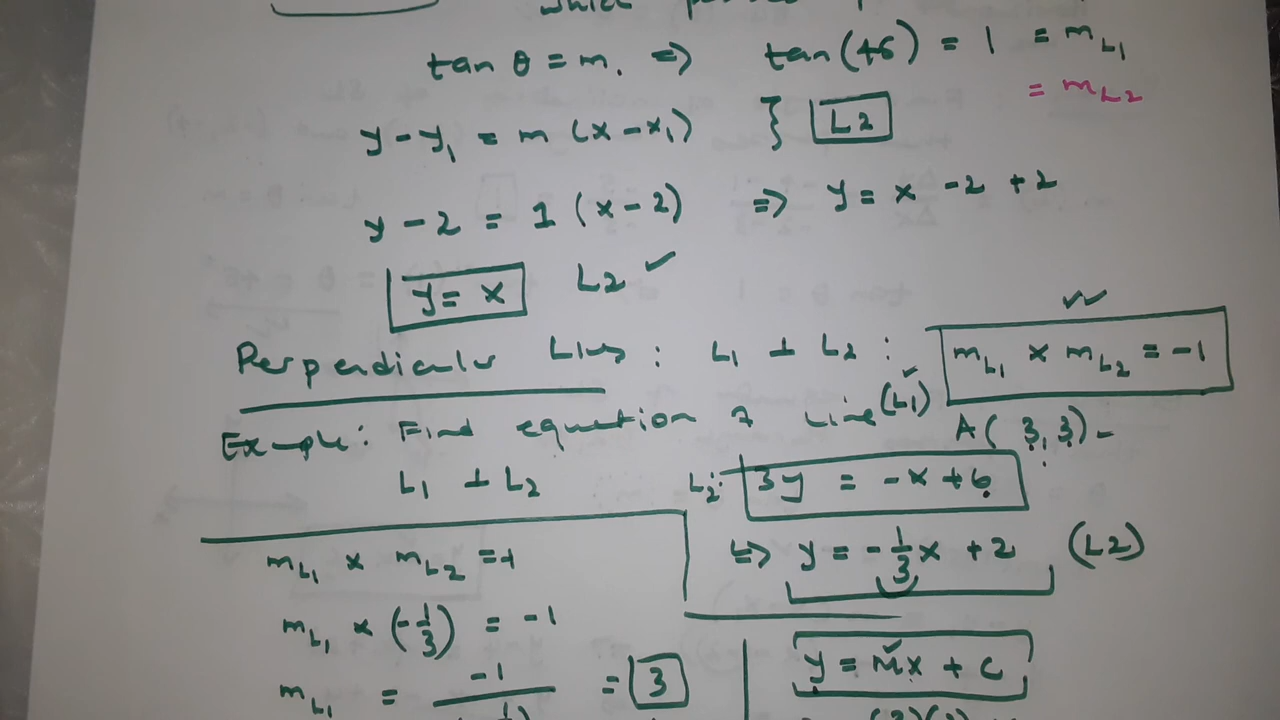 which
tan θ = m. => tan(45) = 1 = mL1
= mL2
y - y1 = m (x - x1) } L2
y - 2 = 1 (x - 2) => y = x - 2 + 2
y = x L2 ✓
Perpendicular Lines: L1 ⊥ L2: mL1 × mL2 = -1
Example: Find equation of Line (L1) A(3,3)
L1 ⊥ L2 L2: 3y = -x + 6
=> y = -1/3 x + 2 (L2)
mL1 × mL2 = -1
mL1 × (-1/3) = -1
y = mx + c
mL1 = -1 / = 3